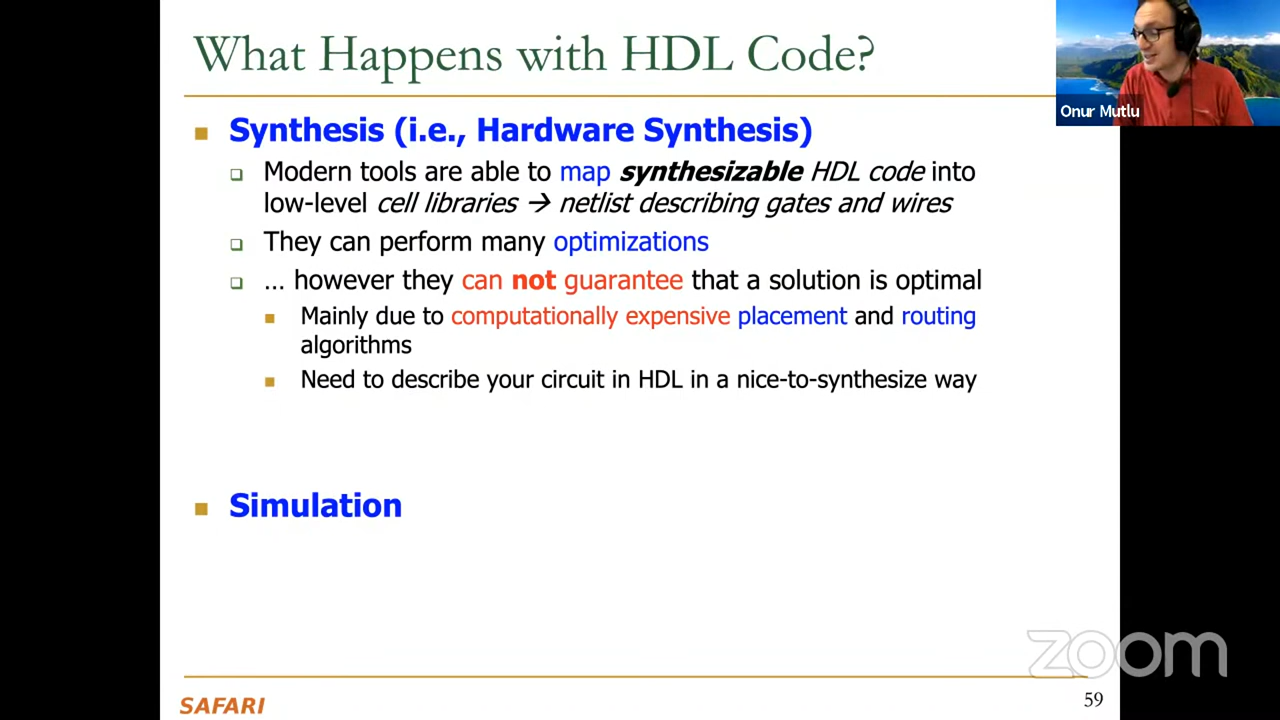 What Happens with HDL Code?
Onur Mutlu
Synthesis (i.e., Hardware Synthesis)
Modern tools are able to map synthesizable HDL code into
low-level cell libraries → netlist describing gates and wires
They can perform many optimizations
... however they can not guarantee that a solution is optimal
Mainly due to computationally expensive placement and routing
algorithms
Need to describe your circuit in HDL in a nice-to-synthesize way
Simulation
zoom
SAFARI
59